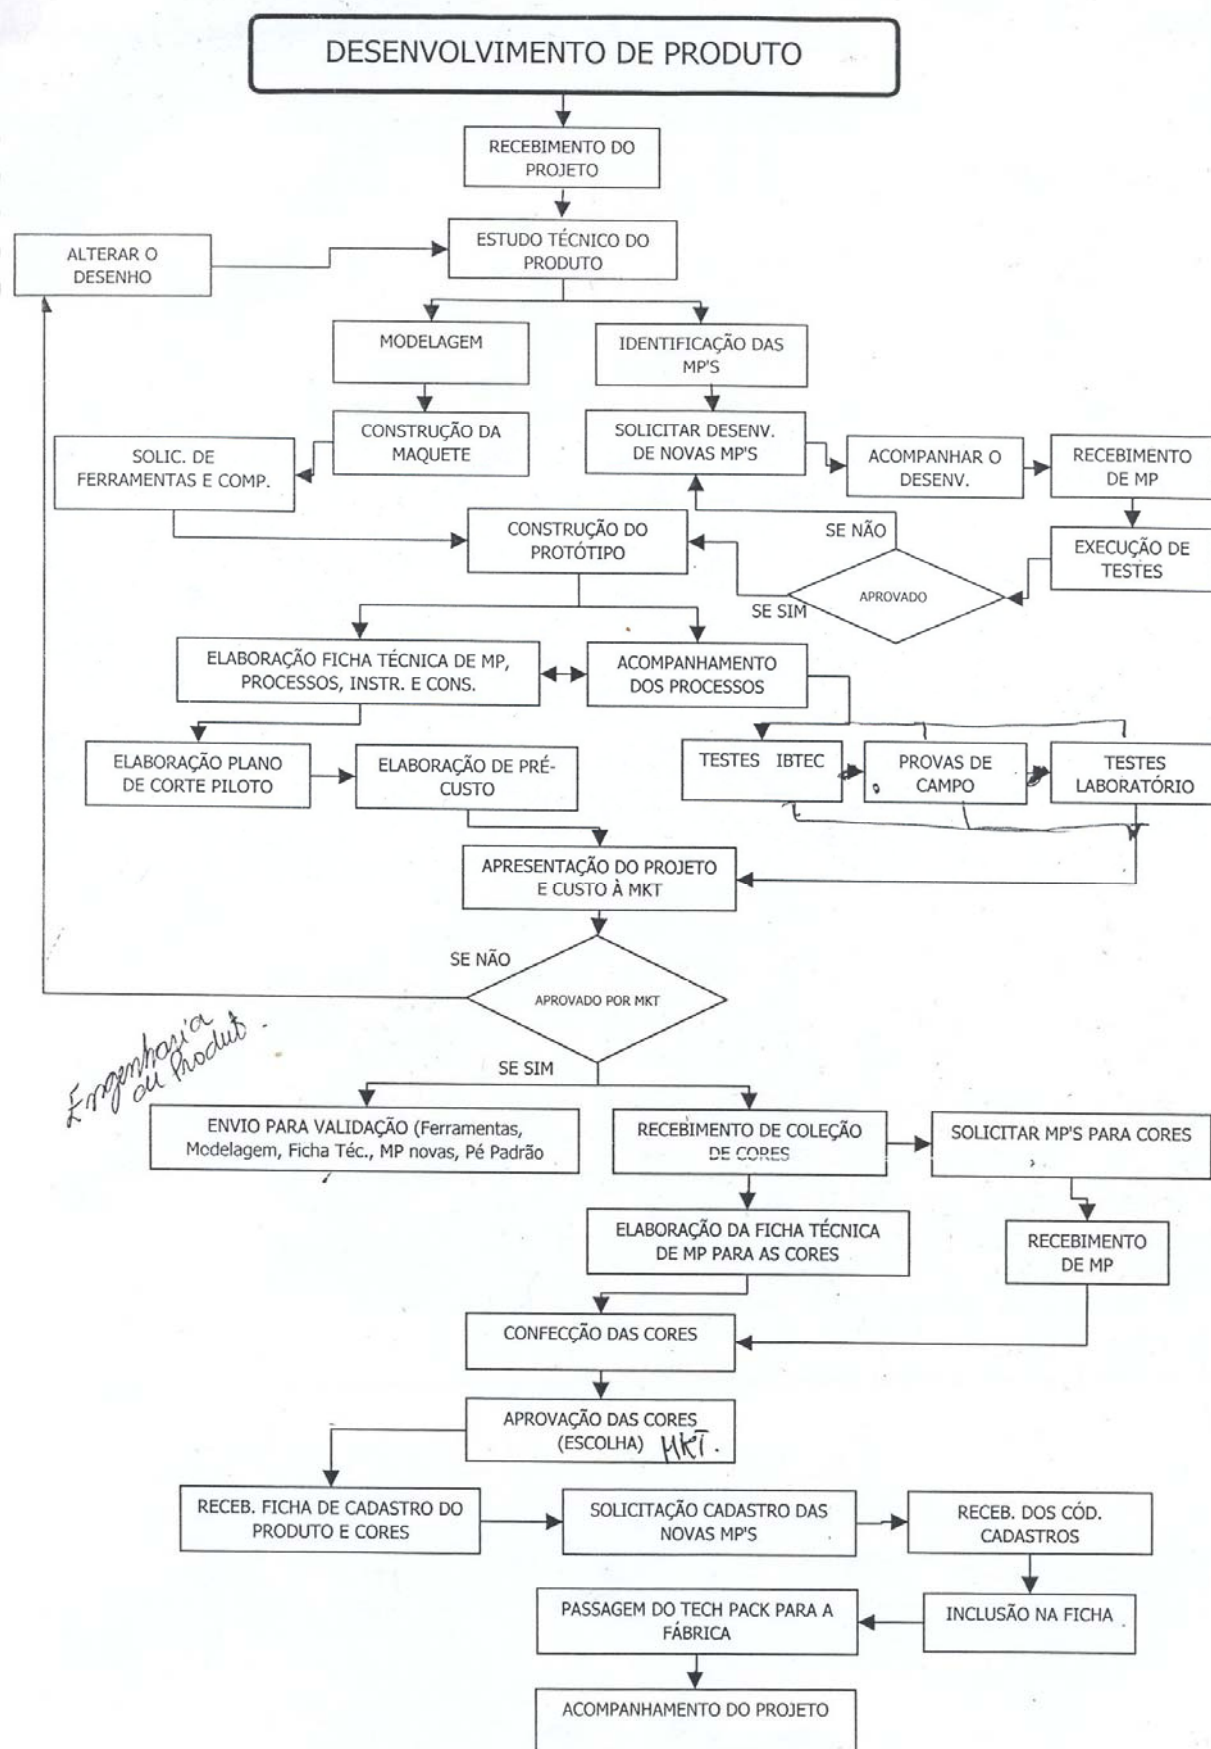 DESENVOLVIMENTO DE PRODUTO
RECEBIMENTO DO
PROJETO
ALTERAR O
DESENHO
ESTUDO TÉCNICO DO
PRODUTO
MODELAGEM
IDENTIFICAÇÃO DAS
MP'S
CONSTRUÇÃO DA
MAQUETE
SOLICITAR DESENV.
DE NOVAS MP'S
SOLIC. DE
FERRAMENTAS E COMP.
ACOMPANHAR O
DESENV.
RECEBIMENTO
DE MP
CONSTRUÇÃO DO
PROTÓTIPO
SE NÃO
EXECUÇÃO DE
TESTES
APROVADO
SE SIM
ELABORAÇÃO FICHA TÉCNICA DE MP,
PROCESSOS, INSTR. E CONS.
ACOMPANHAMENTO
DOS PROCESSOS
ELABORAÇÃO PLANO
DE CORTE PILOTO
ELABORAÇÃO DE PRÉ-
CUSTO
TESTES IBTEC
PROVAS DE
CAMPO
TESTES
LABORATÓRIO
APRESENTAÇÃO DO PROJETO
E CUSTO À MKT
SE NÃO
APROVADO POR MKT
Engenharia
de Produto.
SE SIM
ENVIO PARA VALIDAÇÃO (Ferramentas,
Modelagem, Ficha Téc., MP novas, Pé Padrão
RECEBIMENTO DE COLEÇÃO
DE CORES
SOLICITAR MP'S PARA CORES
ELABORAÇÃO DA FICHA TÉCNICA
DE MP PARA AS CORES
RECEBIMENTO
DE MP
CONFECÇÃO DAS CORES
APROVAÇÃO DAS CORES
(ESCOLHA) MKT.
RECEB. FICHA DE CADASTRO DO
PRODUTO E CORES
SOLICITAÇÃO CADASTRO DAS
NOVAS MP'S
RECEB. DOS CÓD.
CADASTROS
PASSAGEM DO TECH PACK PARA A
FÁBRICA
INCLUSÃO NA FICHA
ACOMPANHAMENTO DO PROJETO